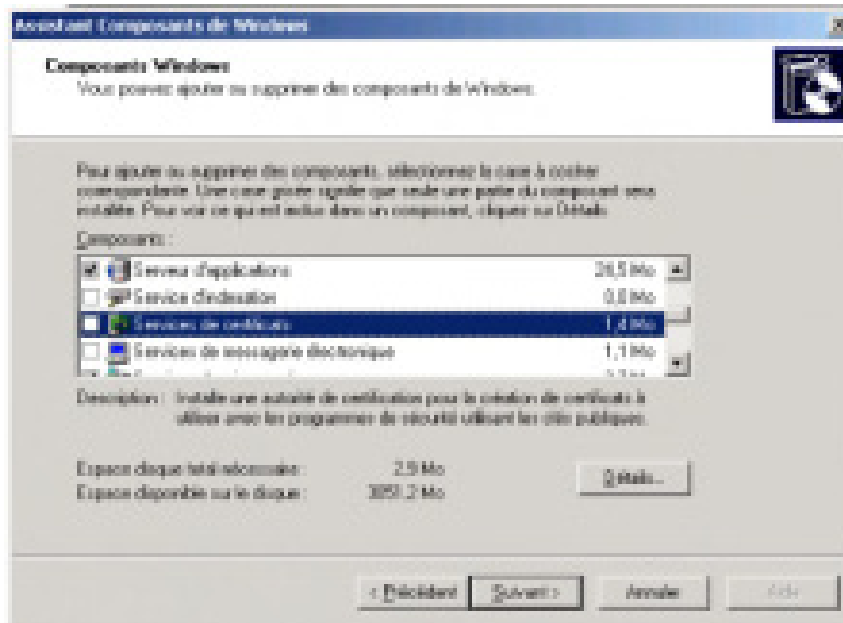 Assistant Composants de Windows
Composants Windows
Vous pouvez ajouter ou supprimer des composants de Windows.
Pour ajouter ou supprimer des composants, sélectionnez la case à cocher
correspondante. Une case grisée signifie que seule une partie du composant sera
installée. Pour voir ce qui est inclus dans un composant, cliquez sur Détails.
Composants :
Serveur d'applications 24,5 Mo
Service d'indexation 0,0 Mo
Services de certificats 1,4 Mo
Services de messagerie électronique 1,1 Mo
Description : Installe une autorité de certification pour la création de certificats à
utiliser avec les programmes de sécurité utilisant les clés publiques.
Espace disque total nécessaire : 2.9 Mo
Espace disponible sur le disque : Mo
Détails...
< Précédent
Suivant >
Annuler
Aide